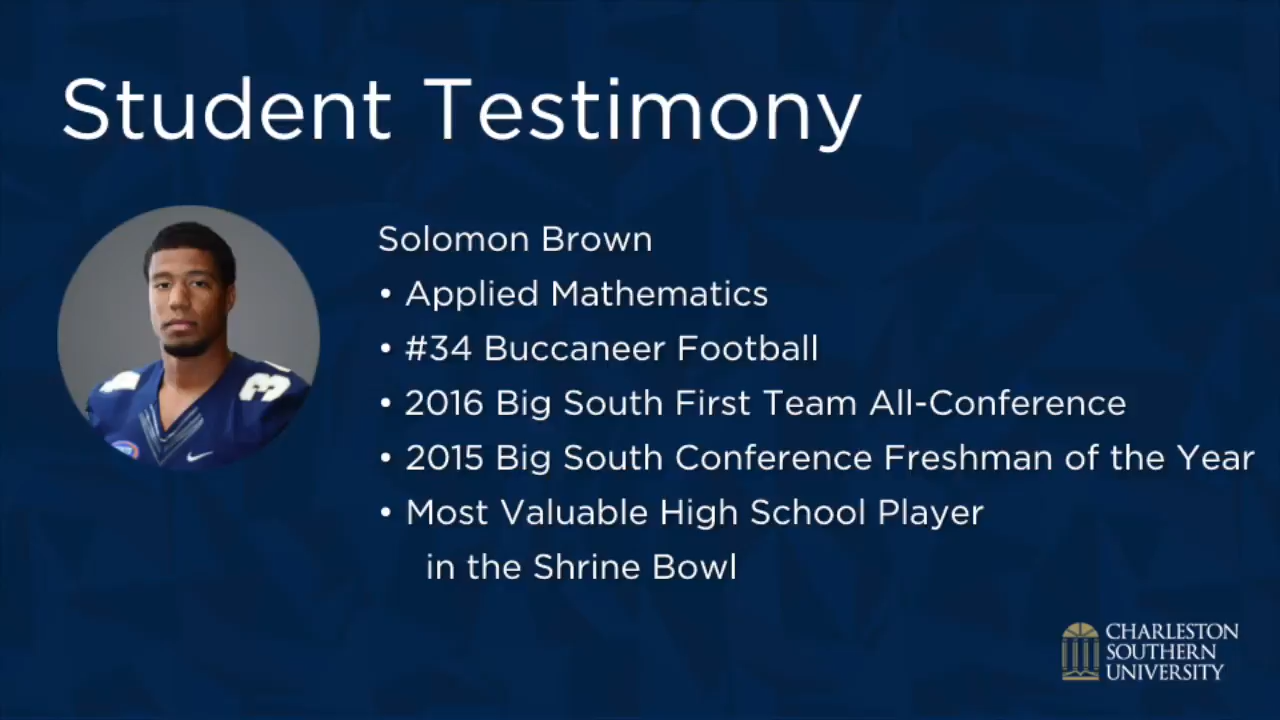 Student Testimony
Solomon Brown
• Applied Mathematics
• #34 Buccaneer Football
• 2016 Big South First Team All-Conference
• 2015 Big South Conference Freshman of the Year
• Most Valuable High School Player
in the Shrine Bowl
3
CHARLESTON
SOUTHERN
UNIVERSITY